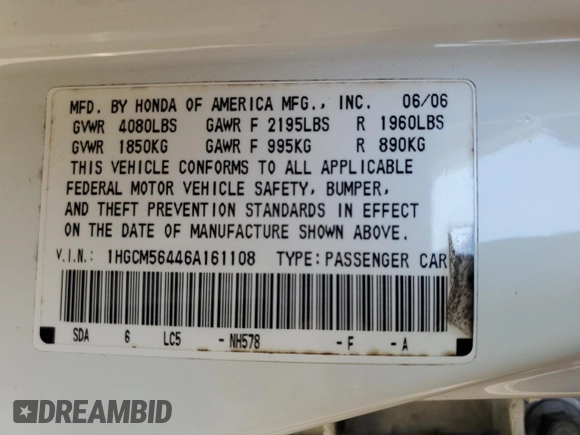 MFD. BY HONDA OF AMERICA MFG., INC. 06/06
GVWR 4080LBS GAWR F 2195LBS R 1960LBS
GVWR 1850KG GAWR F 995KG R 890KG
THIS VEHICLE CONFORMS TO ALL APPLICABLE
FEDERAL MOTOR VEHICLE SAFETY, BUMPER,
AND THEFT PREVENTION STANDARDS IN EFFECT
ON THE DATE OF MANUFACTURE SHOWN ABOVE.
V.I.N.: 1HGCM56446A161108 TYPE: PASSENGER CAR
SDA 6 LC5 - NH578 - F - A
DREAMBID